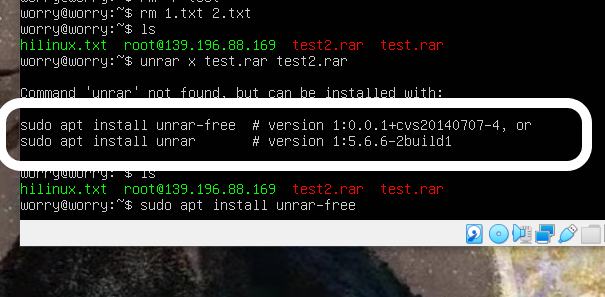 worry@worry:~$ rm 1.txt 2.txt
worry@worry:~$ ls
hilinux.txt  root@139.196.88.169  test2.rar  test.rar
worry@worry:~$ unrar x test.rar test2.rar
Command 'unrar' not found, but can be installed with:
sudo apt install unrar-free  # version 1:0.0.1+cvs20140707-4, or
sudo apt install unrar       # version 1:5.6.6-2build1
worry@worry:~$ ls
hilinux.txt  root@139.196.88.169  test2.rar  test.rar
worry@worry:~$ sudo apt install unrar-free